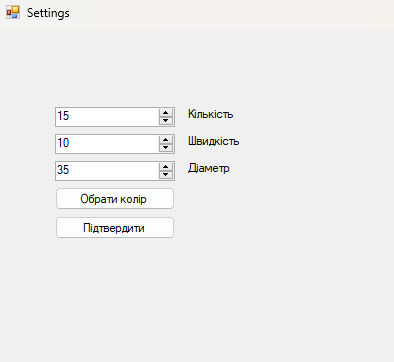 Settings
15 Кількість
10 Швидкість
35 Діаметр
Обрати колір
Підтвердити